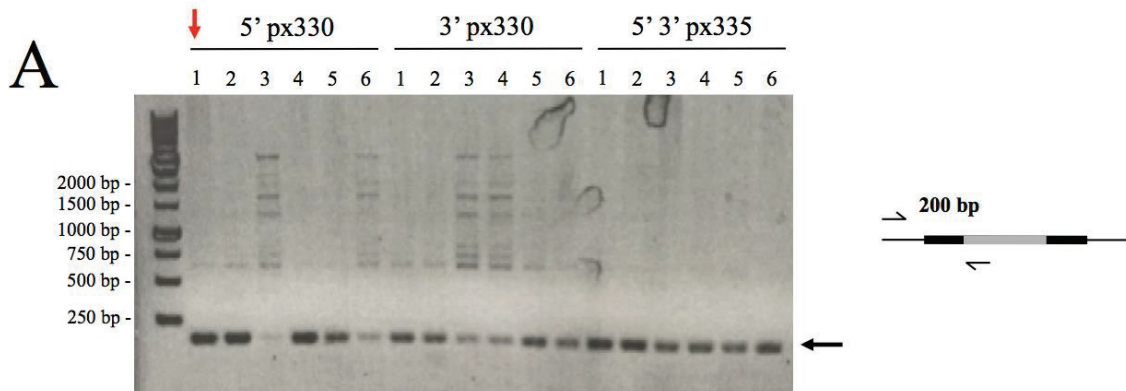 A
5’ px330 3’ px330 5’ 3’ px335
1 2 3 4 5 6 1 2 3 4 5 6 1 2 3 4 5 6
2000 bp -
1500 bp -
1000 bp -
750 bp -
500 bp -
250 bp -
200 bp